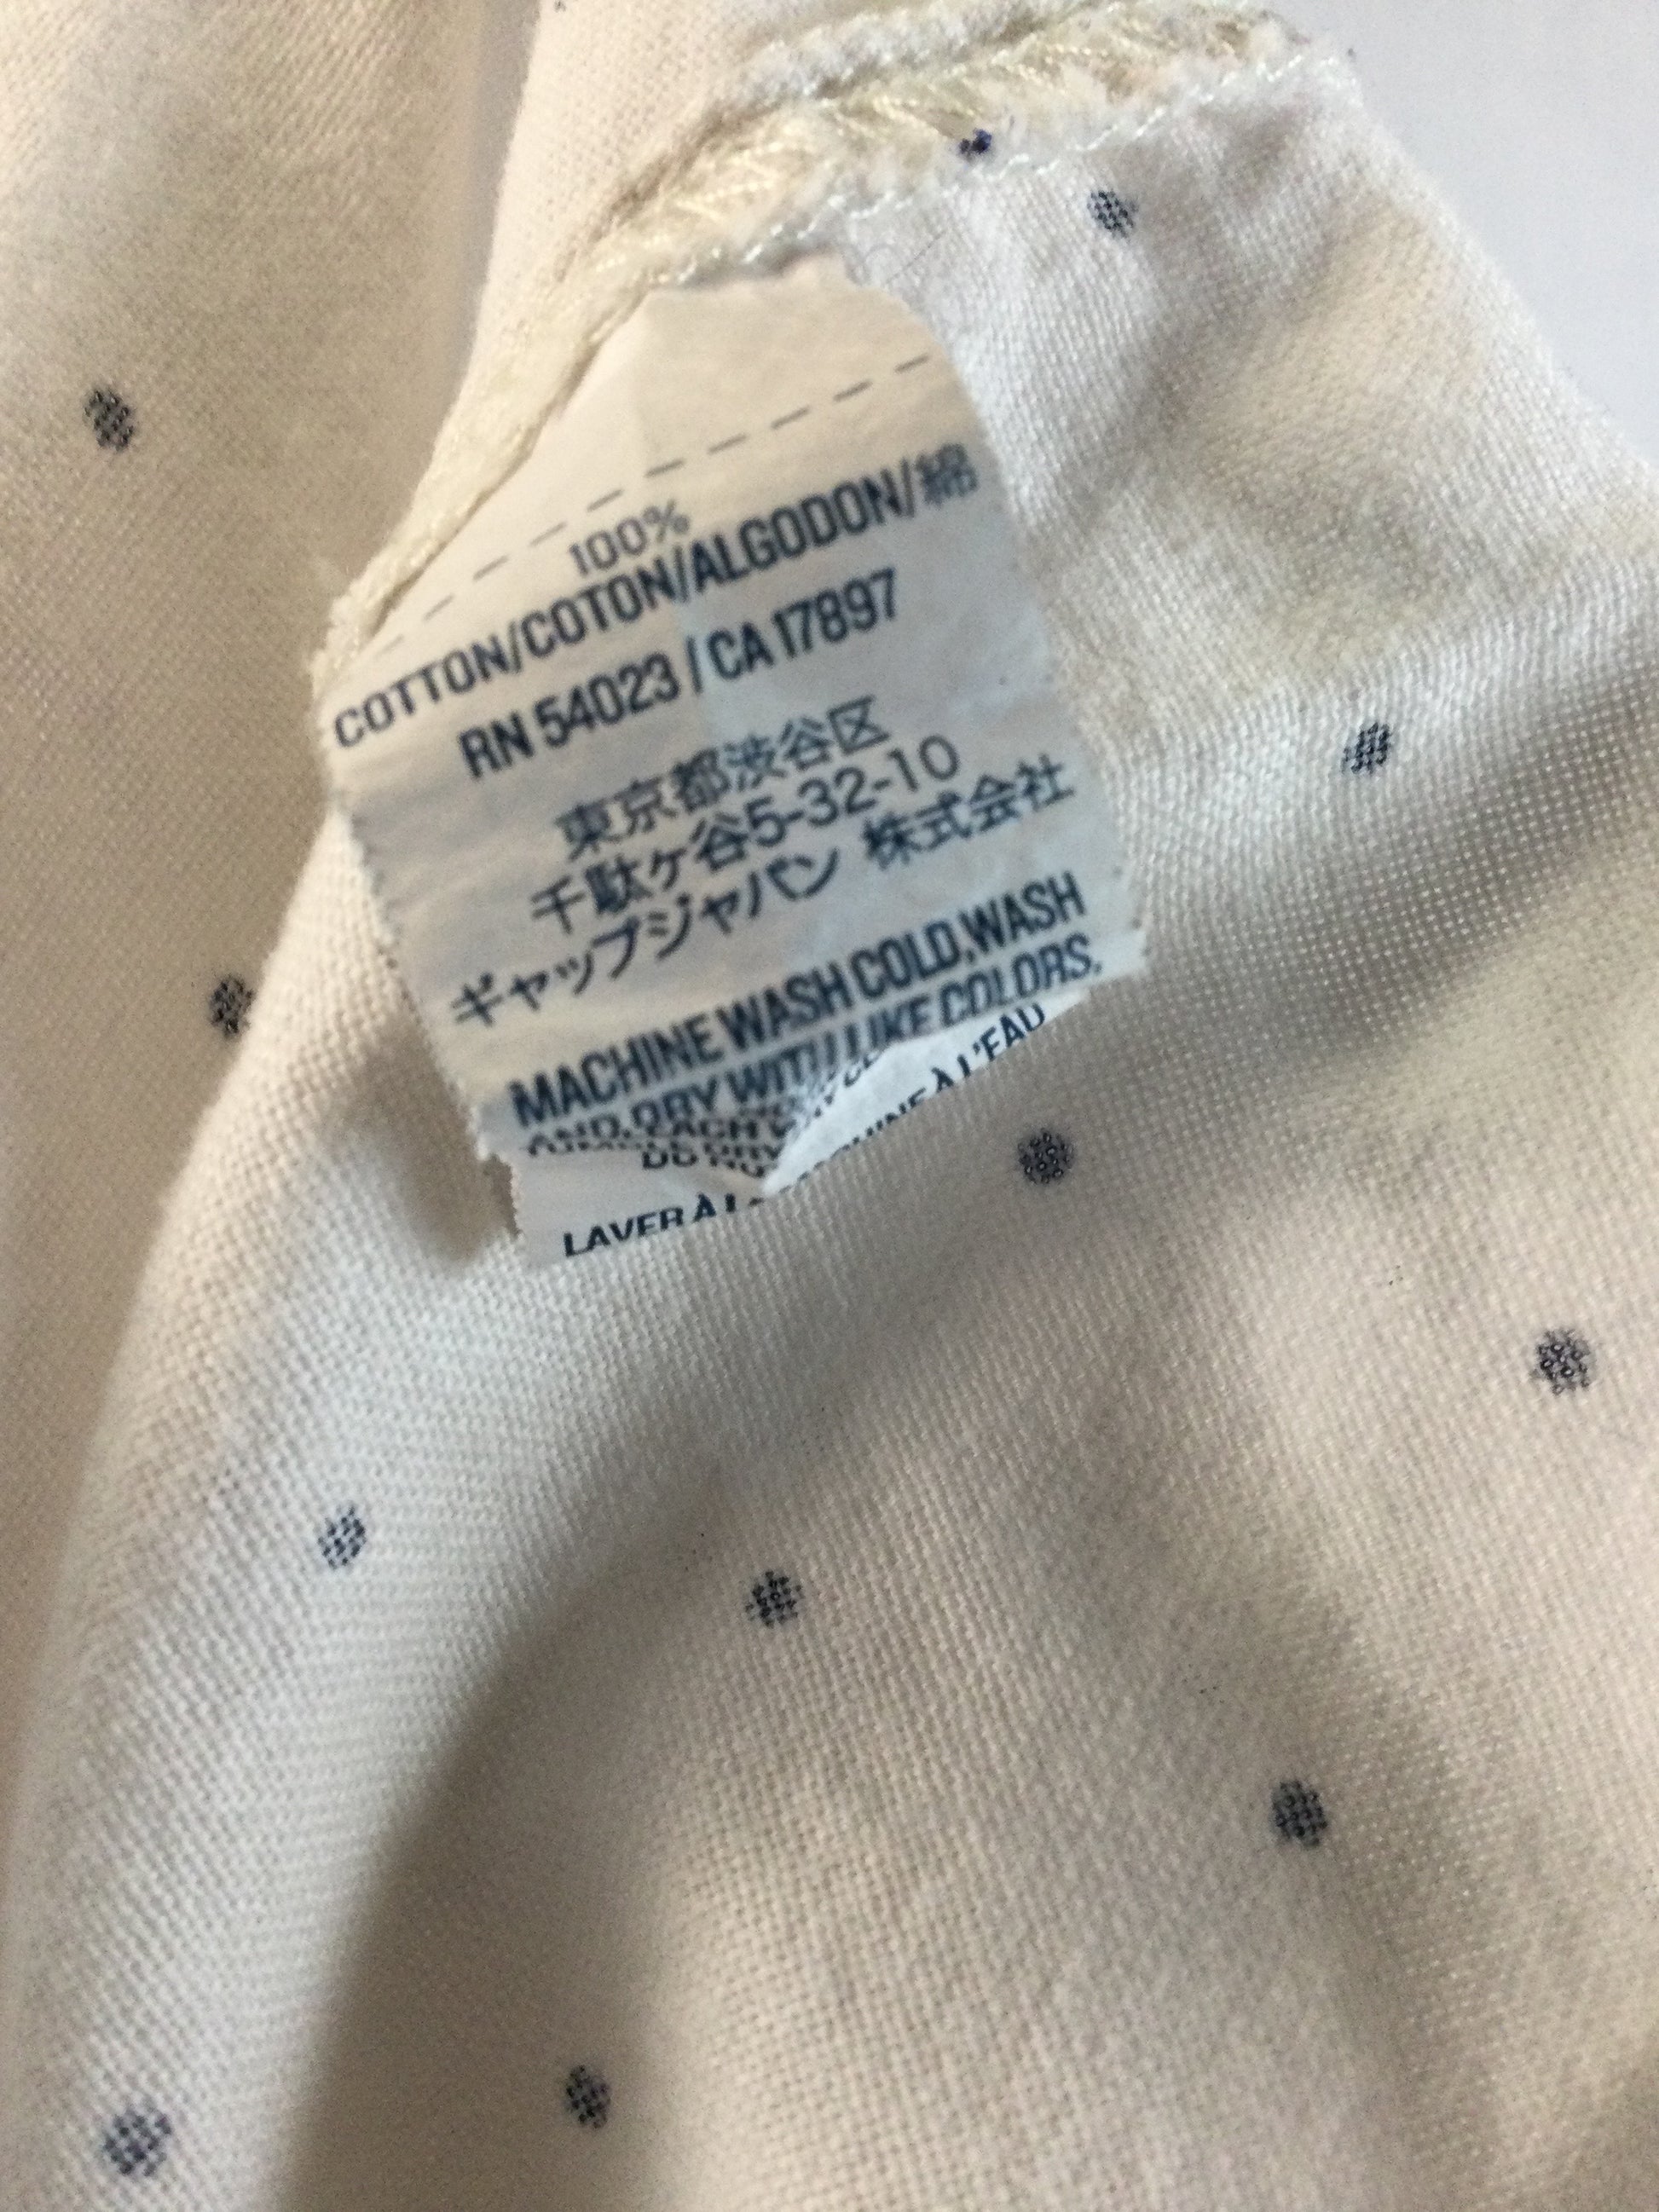 100%
COTTON/COTON/ALGODON/綿
RN 54023 / CA 17897
東京都渋谷区
千駄ヶ谷5-32-10
ギャップジャパン 株式会社
MACHINE WASH COLD, WASH
AND DRY WITH LIKE COLORS,
LAVER À L'EAU